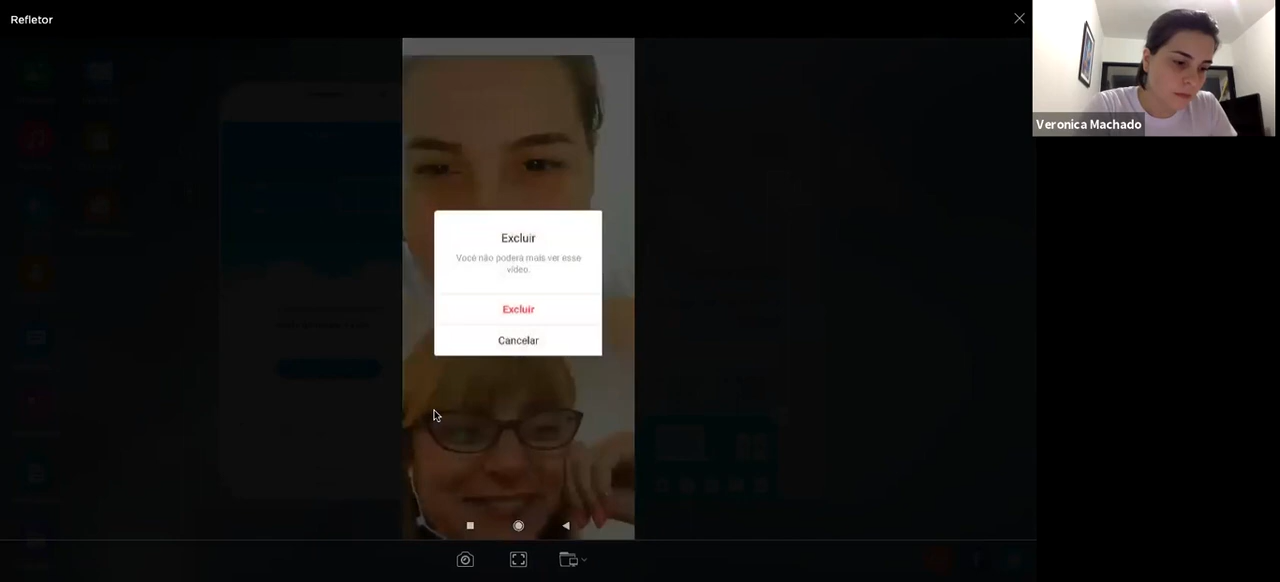 Refletor
Veronica Machado
Excluir
Você não poderá mais ver esse
vídeo.
Excluir
Cancelar